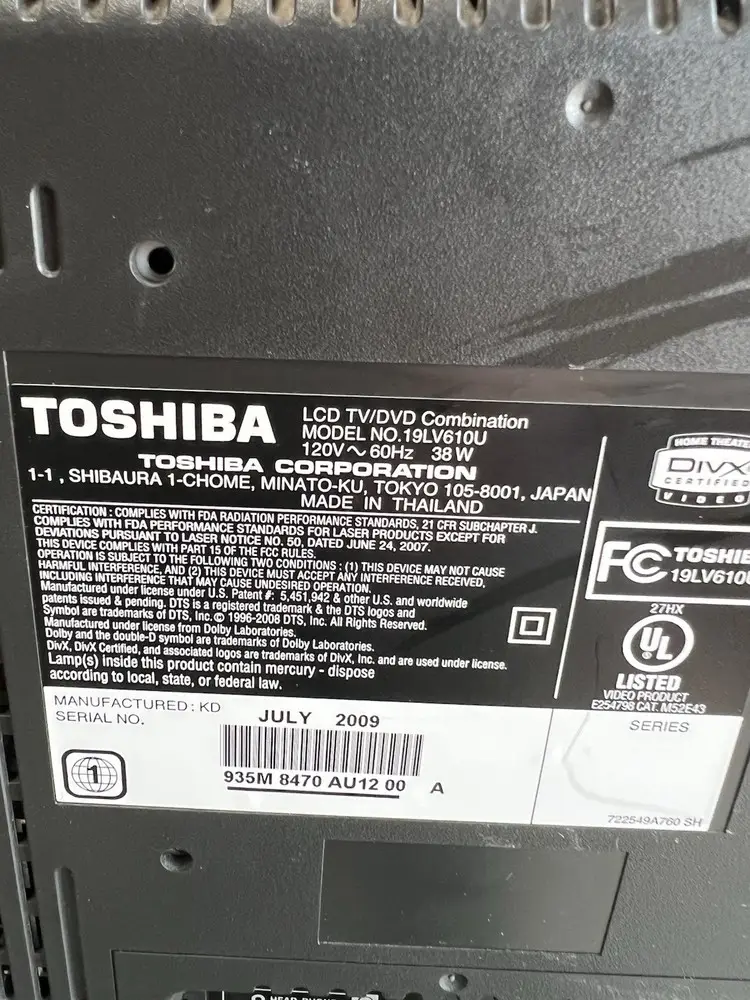 TOSHIBA
LCD TV/DVD Combination
MODEL NO.19LV610U
120V ~ 60Hz 38W
TOSHIBA CORPORATION
1-1, SHIBAURA 1-CHOME, MINATO-KU, TOKYO 105-8001, JAPAN
MADE IN THAILAND
CERTIFICATION : COMPLIES WITH FDA RADIATION PERFORMANCE STANDARDS, 21 CFR SUBCHAPTER J.
COMPLIES WITH FDA PERFORMANCE STANDARDS FOR LASER PRODUCTS EXCEPT FOR
DEVIATIONS PURSUANT TO LASER NOTICE NO. 50, DATED JUNE 24, 2007.
THIS DEVICE COMPLIES WITH PART 15 OF THE FCC RULES.
OPERATION IS SUBJECT TO THE FOLLOWING TWO CONDITIONS : (1) THIS DEVICE MAY NOT CAUSE
HARMFUL INTERFERENCE, AND (2) THIS DEVICE MUST ACCEPT ANY INTERFERENCE RECEIVED,
INCLUDING INTERFERENCE THAT MAY CAUSE UNDESIRED OPERATION.
Manufactured under license under U.S. Patent #: 5,451,942 & other U.S. and worldwide
patents issued & pending. DTS is a registered trademark & the DTS logos and
Symbol are trademarks of DTS, Inc. © 1996-2008 DTS, Inc. All Rights Reserved.
Manufactured under license from Dolby Laboratories.
Dolby and the double-D symbol are trademarks of Dolby Laboratories.
DivX, DivX Certified, and associated logos are trademarks of DivX, Inc. and are used under license.
Lamp(s) inside this product contain mercury - dispose
according to local, state, or federal law.
HOME THEATE
DIVX
CERTIFIED
VIDEO
FC TOSHIB
19LV610U
27HX
UL
LISTED
VIDEO PRODUCT
E254798 CAT. M52E43
MANUFACTURED : KD
JULY 2009
SERIAL NO.
935M 8470 AU12 00 A
1
SERIES
722549A760 SH